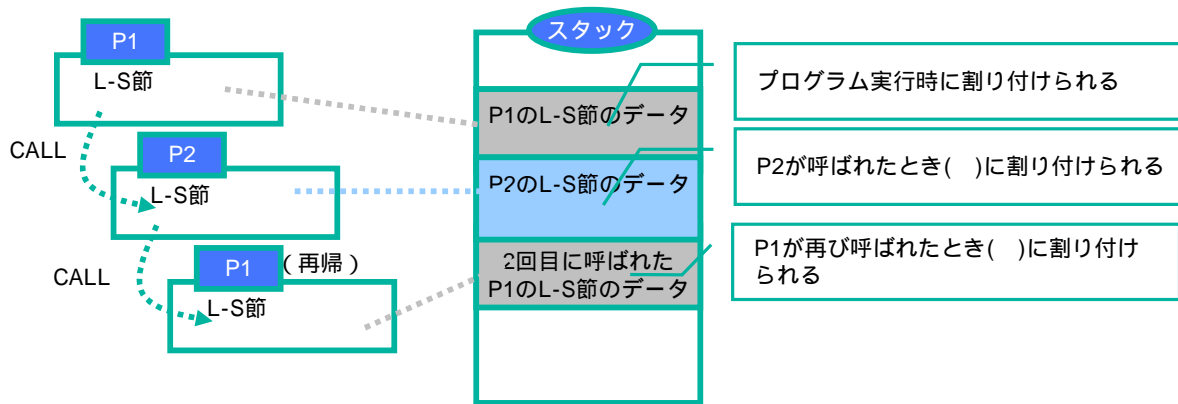 P1
L-S節
CALL
P2
L-S節
CALL
P1
(再帰)
L-S節
スタック
P1のL-S節のデータ
P2のL-S節のデータ
2回目に呼ばれた
P1のL-S節のデータ
プログラム実行時に割り付けられる
P2が呼ばれたとき(　)に割り付けられる
P1が再び呼ばれたとき(　)に割り付け
られる